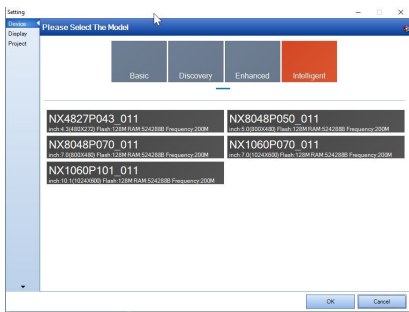 Setting
Device
Display
Project
Please Select The Model
Basic
Discovery
Enhanced
Intelligent
NX4827P043_011
inch:4.3(480X272) Flash:128M RAM:524288B Frequency:200M
NX8048P050_011
inch:5.0(800X480) Flash:128M RAM:524288B Frequency:200M
NX8048P070_011
inch:7.0(800X480) Flash:128M RAM:524288B Frequency:200M
NX1060P070_011
inch:7.0(1024X600) Flash:128M RAM:524288B Frequency:200M
NX1060P101_011
inch:10.1(1024X600) Flash:128M RAM:524288B Frequency:200M
OK
Cancel